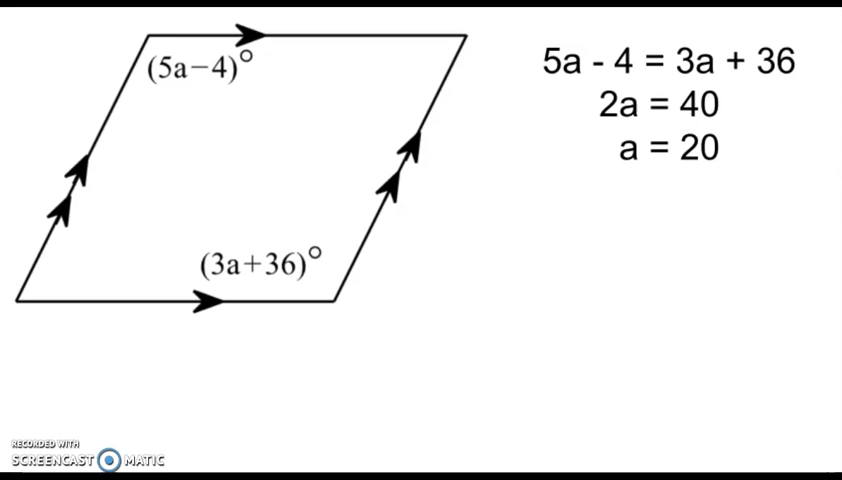 (5a−4)°
5a - 4 = 3a + 36
2a = 40
a = 20
(3a+36)°
RECORDED WITH
SCREENCAST MATIC